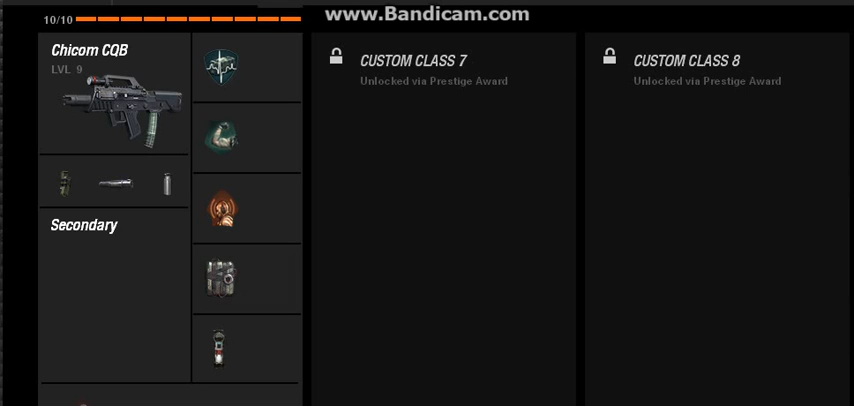 www.Bandicam.com
10/10
Chicom CQB
LVL 9
Secondary
CUSTOM CLASS 7
Unlocked via Prestige Award
CUSTOM CLASS 8
Unlocked via Prestige Award